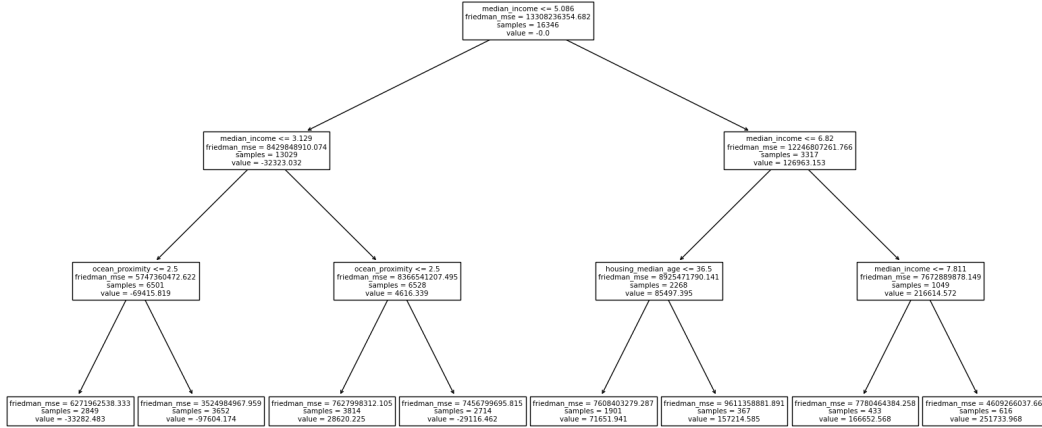 median_income <= 5.086
friedman_mse = 13308236354.682
samples = 16346
value = -0.0
median_income <= 3.129
friedman_mse = 8429848910.074
samples = 13029
value = -32323.032
median_income <= 6.82
friedman_mse = 12246807261.766
samples = 3317
value = 126963.153
ocean_proximity <= 2.5
friedman_mse = 5747360472.622
samples = 6501
value = -69415.819
ocean_proximity <= 2.5
friedman_mse = 8366541207.495
samples = 6528
value = 4616.339
housing_median_age <= 36.5
friedman_mse = 8925471790.141
samples = 2268
value = 85497.395
median_income <= 7.811
friedman_mse = 7672889878.149
samples = 1049
value = 216614.572
friedman_mse = 6271962538.333
samples = 2849
value = -33282.483
friedman_mse = 3524984967.959
samples = 3652
value = -97604.174
friedman_mse = 7627998312.105
samples = 3814
value = 28620.225
friedman_mse = 7456799695.815
samples = 2714
value = -29116.462
friedman_mse = 7608403279.287
samples = 1901
value = 71651.941
friedman_mse = 9611358881.891
samples = 367
value = 157214.585
friedman_mse = 7780464384.258
samples = 433
value = 166652.568
friedman_mse = 4609266037.66
samples = 616
value = 251733.968